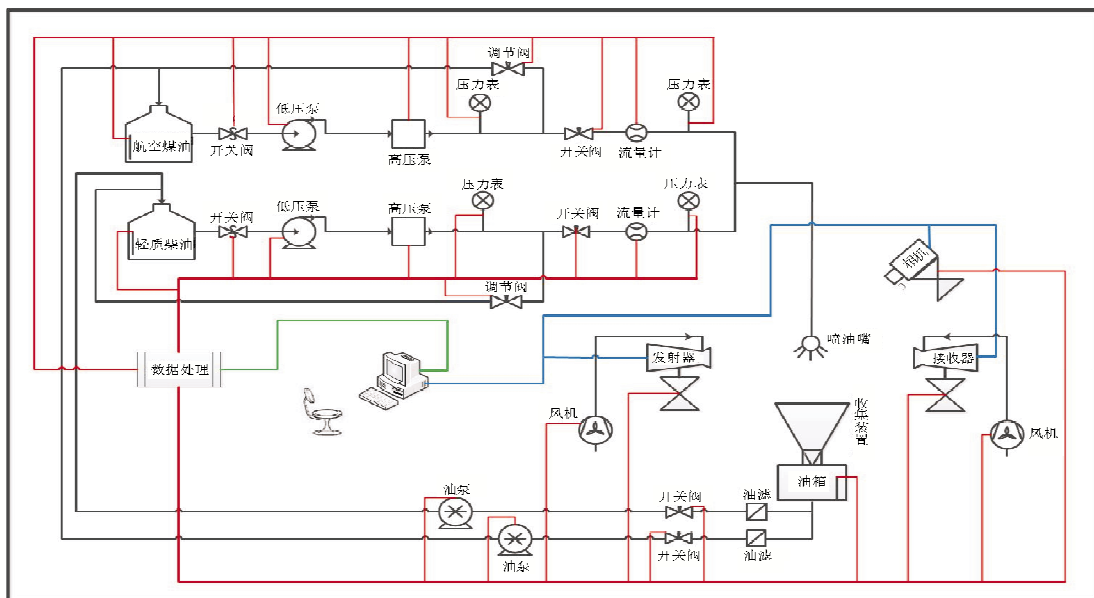 调节阀
压力表
压力表
低压泵
航空煤油
开关阀
高压泵
开关阀
流量计
压力表
高压泵
开关阀
流量计
压力表
开关阀
低压泵
轻质柴油
相机
调节阀
喷油嘴
数据处理
发射器
接收器
收集装置
风机
风机
油箱
油泵
开关阀
油滤
油泵
开关阀
油滤